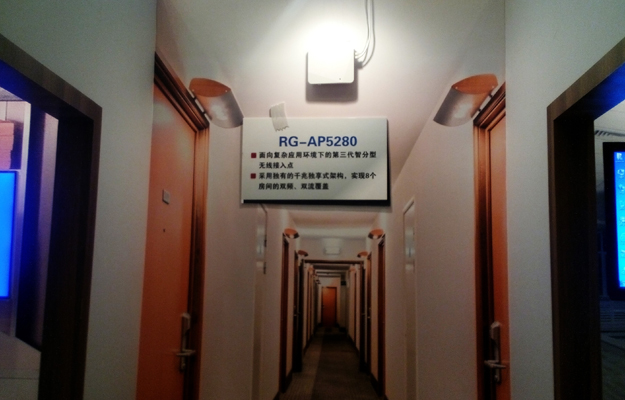 RG-AP5280
面向复杂应用环境下的第三代智分型
无线接入点
采用独有的千兆独享式架构，实现8个
房间的双频、双流覆盖